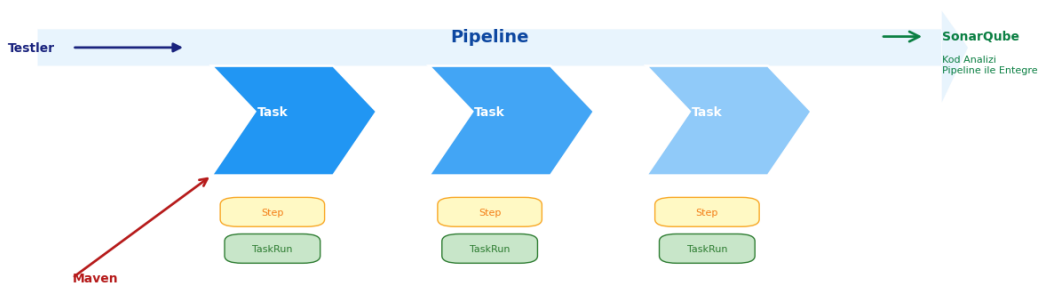 Pipeline
Testler
SonarQube
Kod Analizi
Pipeline ile Entegre
Task
Task
Task
Step
Step
Step
TaskRun
TaskRun
TaskRun
Maven